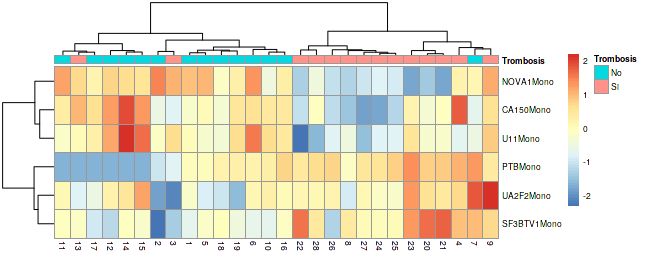 Trombosis
NOVA1Mono
CA150Mono
U11Mono
PTBMono
UA2F2Mono
SF3BTV1Mono
11 13 17 12 14 15 2 3 1 5 18 19 6 10 16 22 28 26 8 27 24 25 23 20 21 4 7 9
2
1
0
-1
-2
Trombosis
No
SI